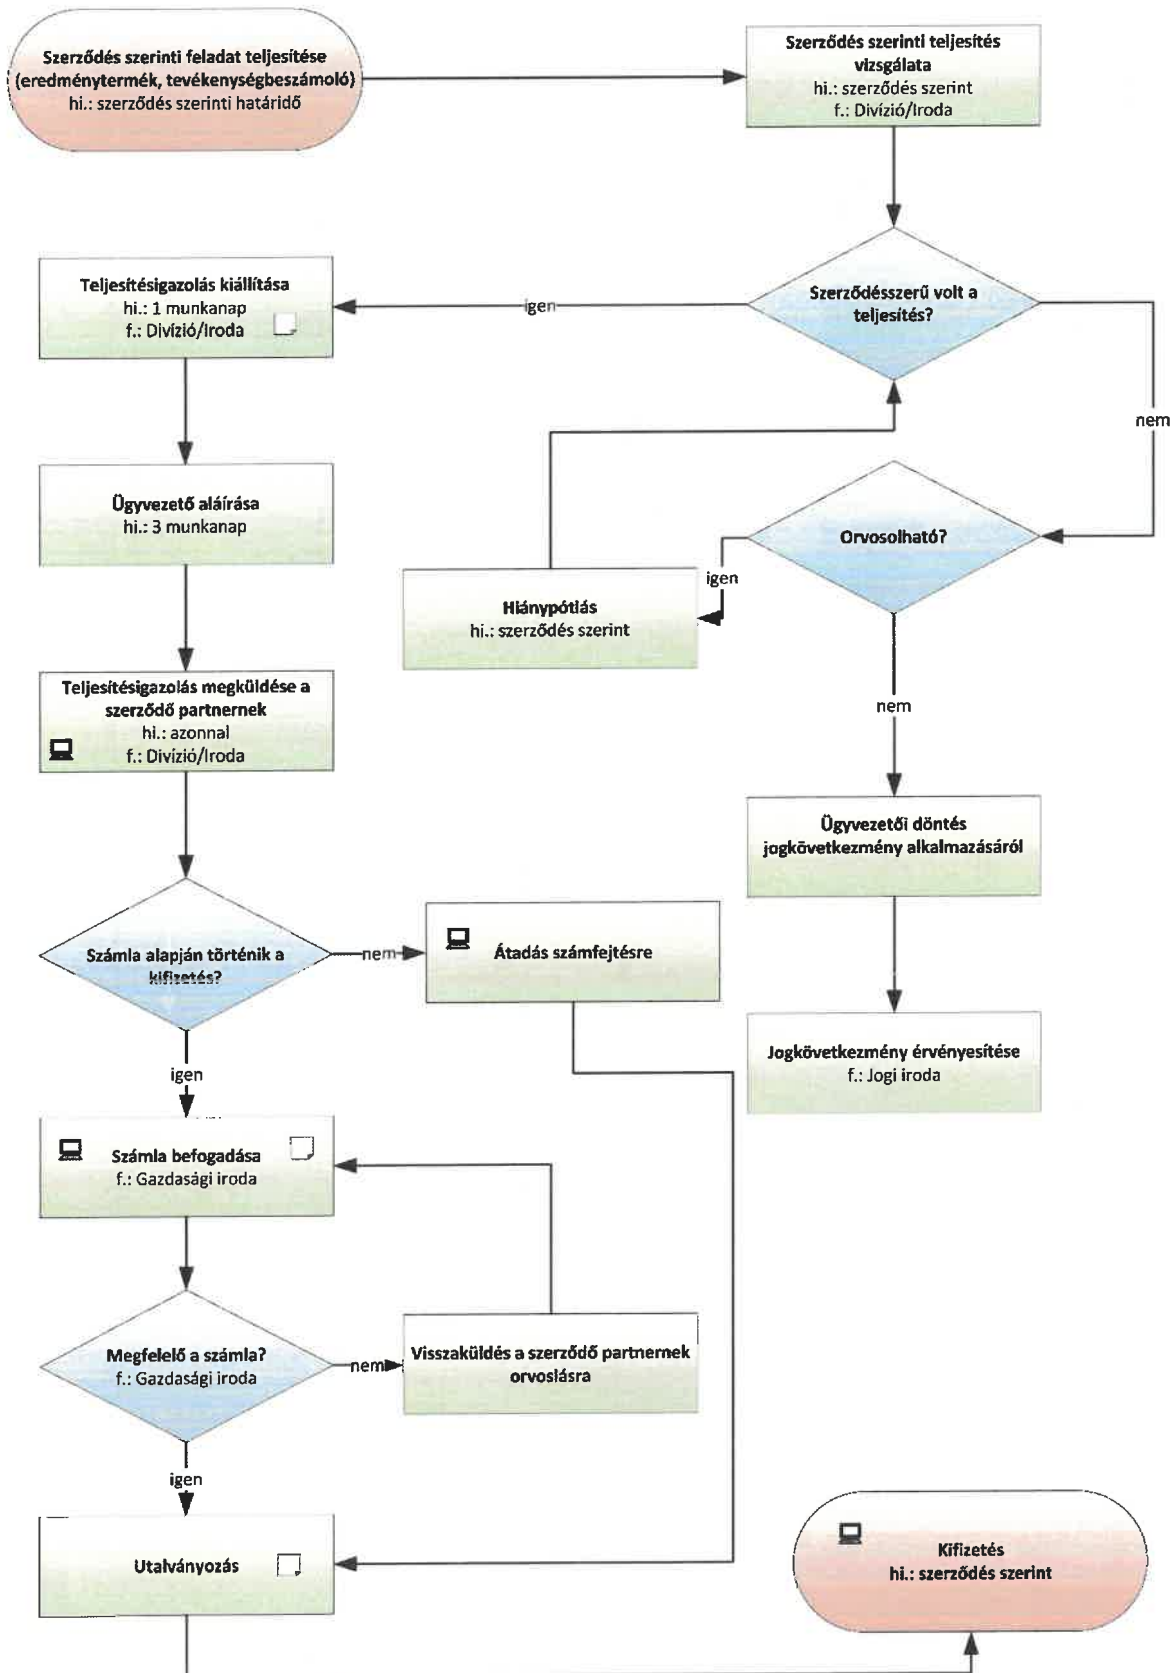 Szerződés szerinti feladat teljesítése
(eredménytermék, tevékenységbeszámoló)
hi.: szerződés szerinti határidő
Szerződés szerinti teljesítés
vizsgálata
hi.: szerződés szerint
f.: Divízió/Iroda
Szerződésszerű volt a
teljesítés?
igen
nem
Teljesítésigazolás kiállítása
hi.: 1 munkanap
f.: Divízió/Iroda
Ügyvezető aláírása
hi.: 3 munkanap
Orvosolható?
igen
nem
Hiánypótlás
hi.: szerződés szerint
Teljesítésigazolás megküldése a
szerződő partnernek
hi.: azonnal
f.: Divízió/Iroda
Ügyvezetői döntés
jogkövetkezmény alkalmazásáról
Számla alapján történik a
kifizetés?
nem
igen
Átadás számfejtésre
Jogkövetkezmény érvényesítése
f.: Jogi iroda
Számla befogadása
f.: Gazdasági iroda
Megfelelő a számla?
f.: Gazdasági iroda
nem
igen
Visszaküldés a szerződő partnernek
orvoslásra
Utalványozás
Kifizetés
hi.: szerződés szerint